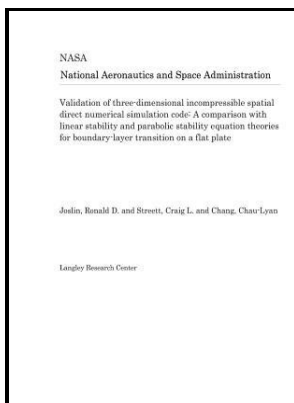 NASA
National Aeronautics and Space Administration
Validation of three-dimensional incompressible spatial
direct numerical simulation code: A comparison with
linear stability and parabolic stability equation theories
for boundary-layer transition on a flat plate
Joslin, Ronald D. and Streett, Craig L. and Chang, Chau-Lyan
Langley Research Center